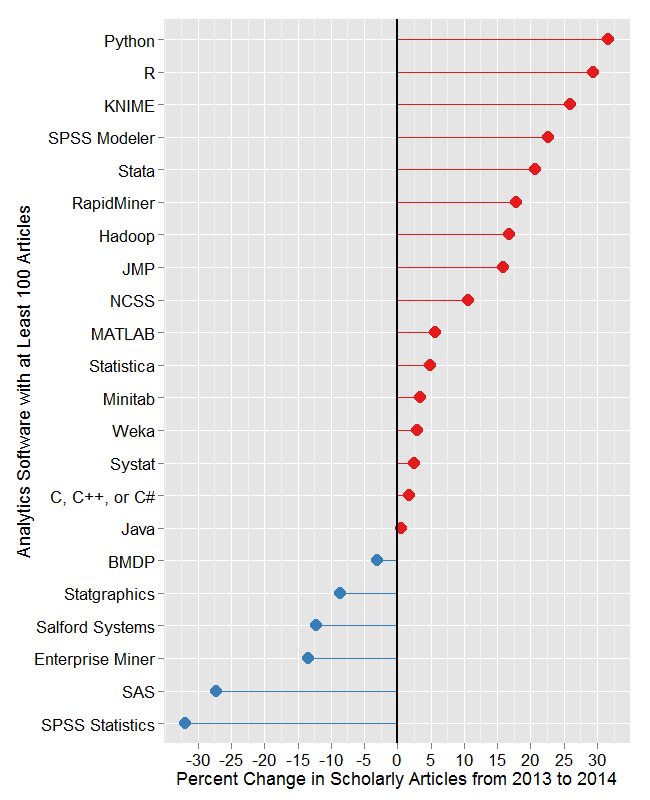 Python
R
KNIME
SPSS Modeler
Stata
RapidMiner
Hadoop
JMP
NCSS
MATLAB
Statistica
Minitab
Weka
Systat
C, C++, or C#
Java
BMDP
Statgraphics
Salford Systems
Enterprise Miner
SAS
SPSS Statistics
Analytics Software with at Least 100 Articles
-30 -25 -20 -15 -10 -5 0 5 10 15 20 25 30
Percent Change in Scholarly Articles from 2013 to 2014